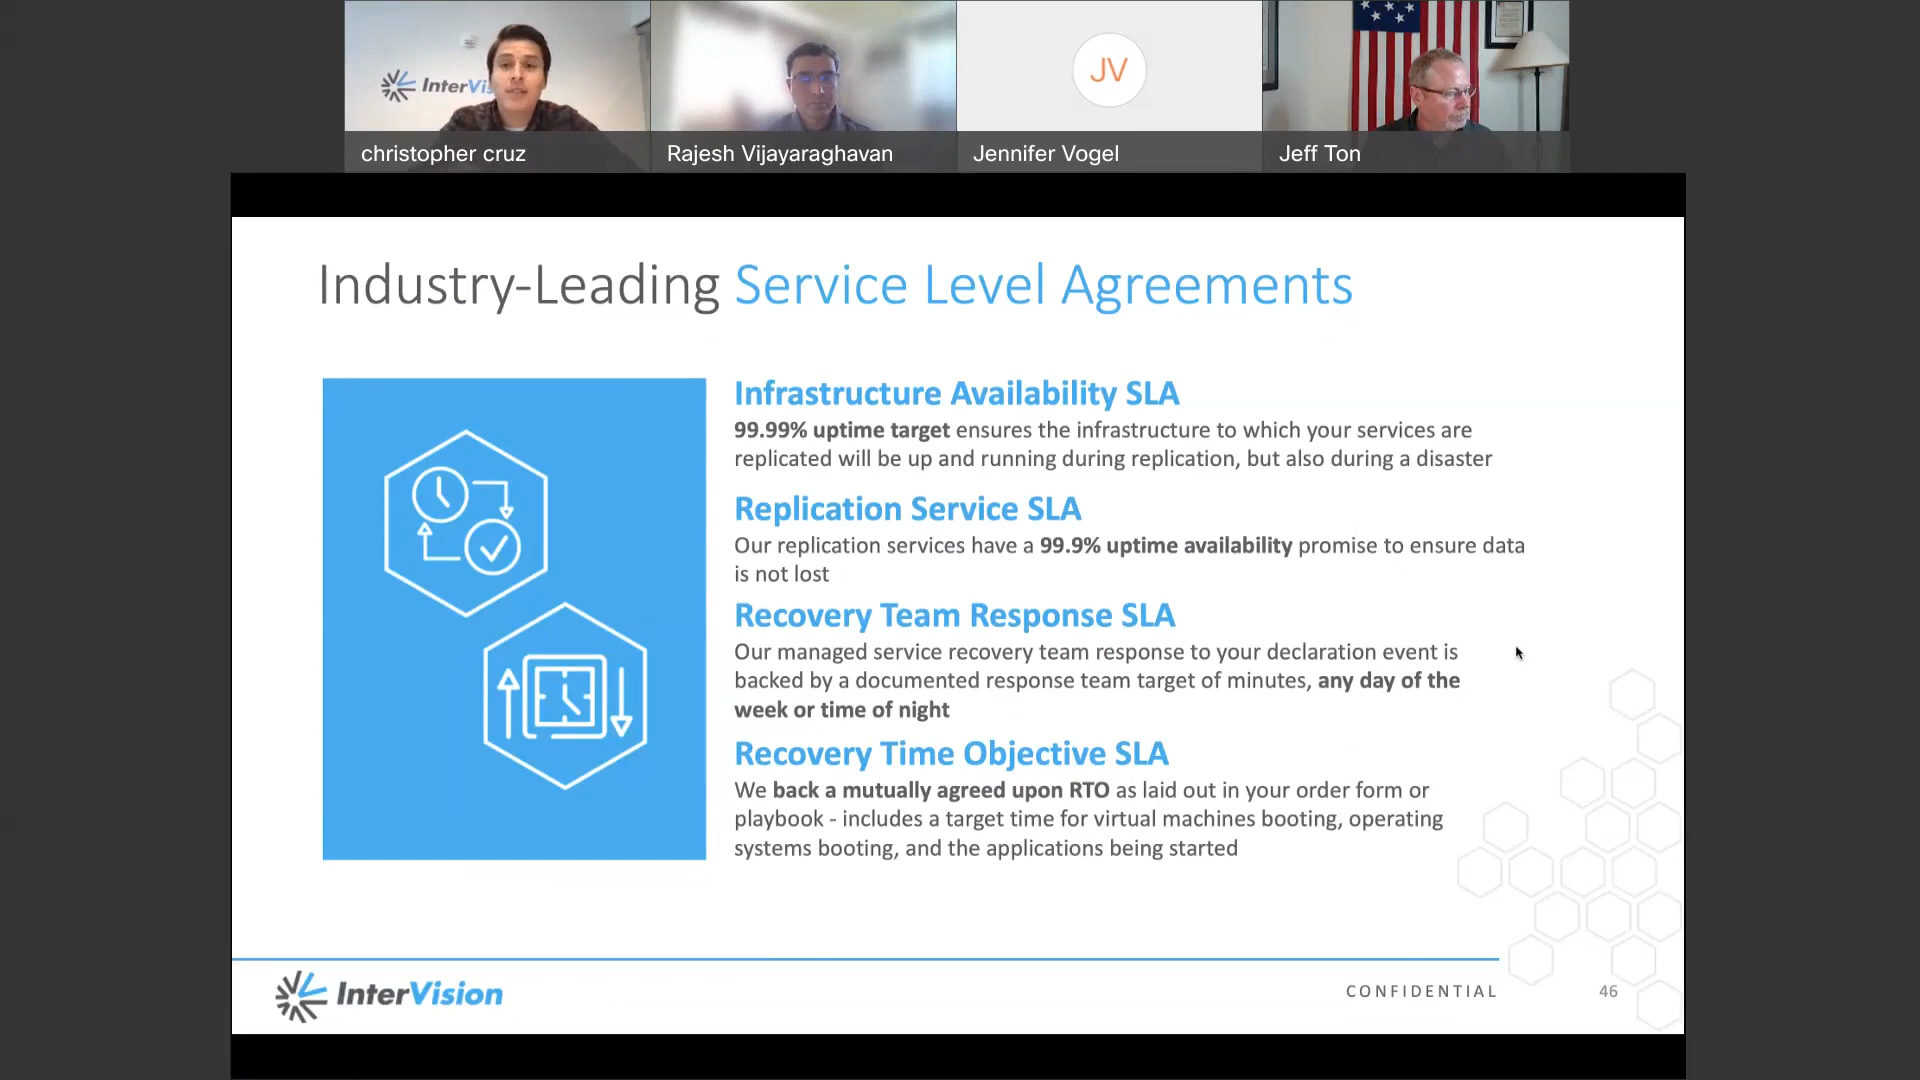 InterVi
JV
christopher cruz
Rajesh Vijayaraghavan
Jennifer Vogel
Jeff Ton
Industry-Leading Service Level Agreements
Infrastructure Availability SLA
99.99% uptime target ensures the infrastructure to which your services are
replicated will be up and running during replication, but also during a disaster
Replication Service SLA
Our replication services have a 99.9% uptime availability promise to ensure data
is not lost
Recovery Team Response SLA
Our managed service recovery team response to your declaration event is
backed by a documented response team target of minutes, any day of the
week or time of night
Recovery Time Objective SLA
We back a mutually agreed upon RTO as laid out in your order form or
playbook - includes a target time for virtual machines booting, operating
systems booting, and the applications being started
InterVision
CONFIDENTIAL
46